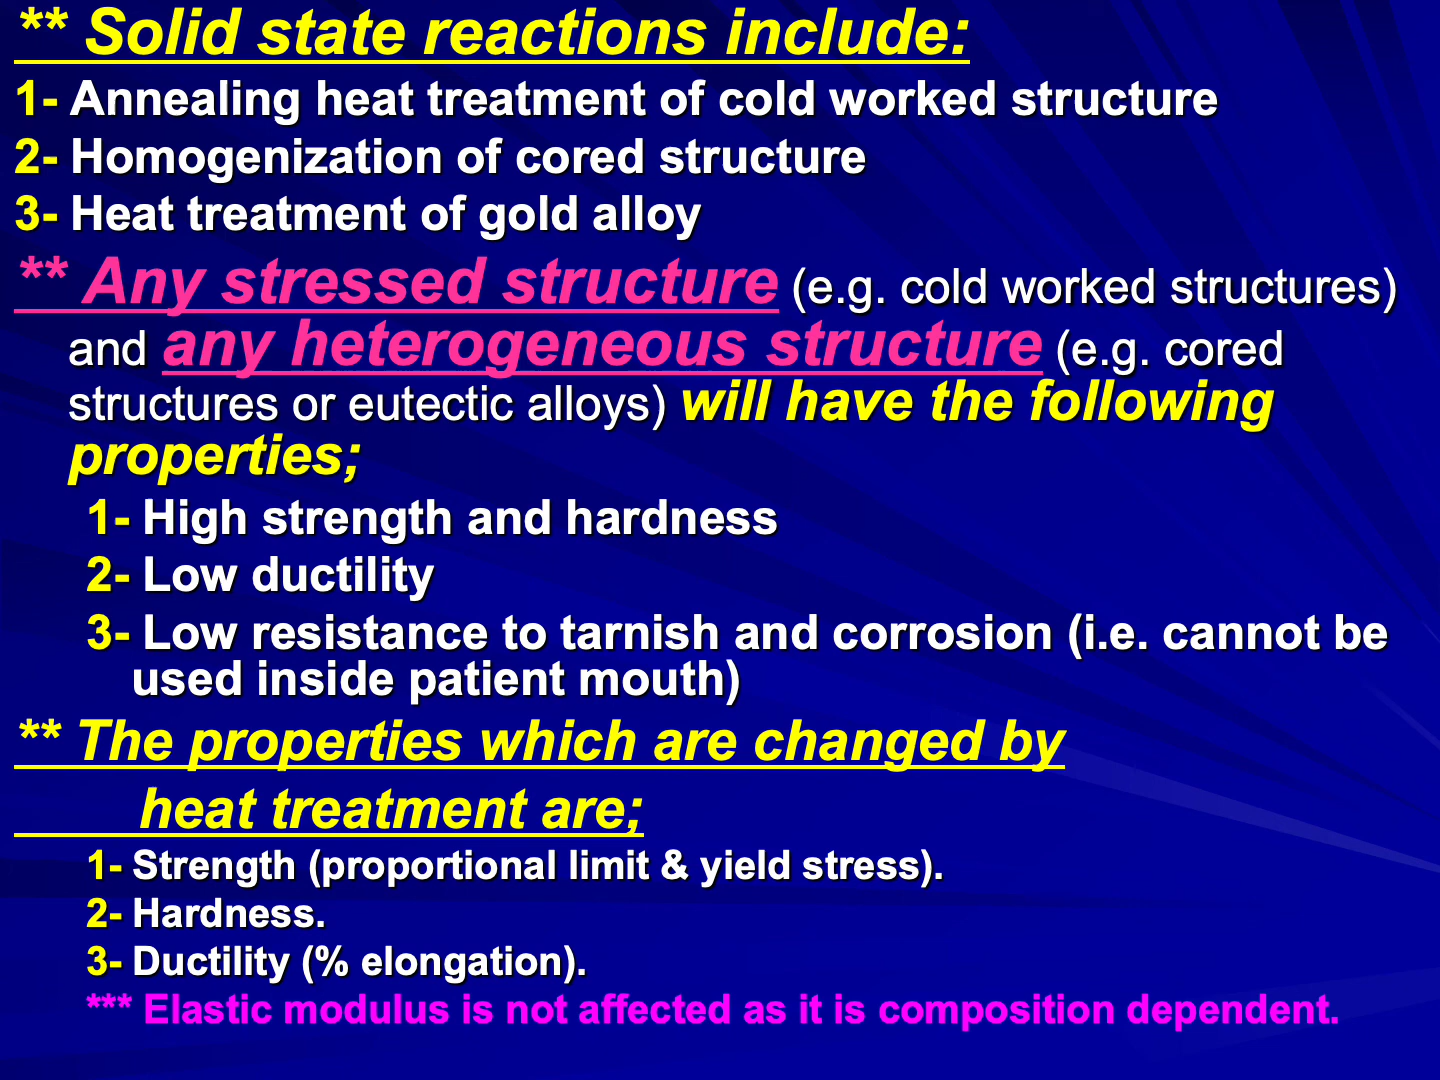 ** Solid state reactions include:
1- Annealing heat treatment of cold worked structure
2- Homogenization of cored structure
3- Heat treatment of gold alloy
** Any stressed structure (e.g. cold worked structures)
and any heterogeneous structure (e.g. cored
structures or eutectic alloys) will have the following
properties;
1- High strength and hardness
2- Low ductility
3- Low resistance to tarnish and corrosion (i.e. cannot be
used inside patient mouth)
** The properties which are changed by
heat treatment are;
1- Strength (proportional limit & yield stress).
2- Hardness.
3- Ductility (% elongation).
*** Elastic modulus is not affected as it is composition dependent.